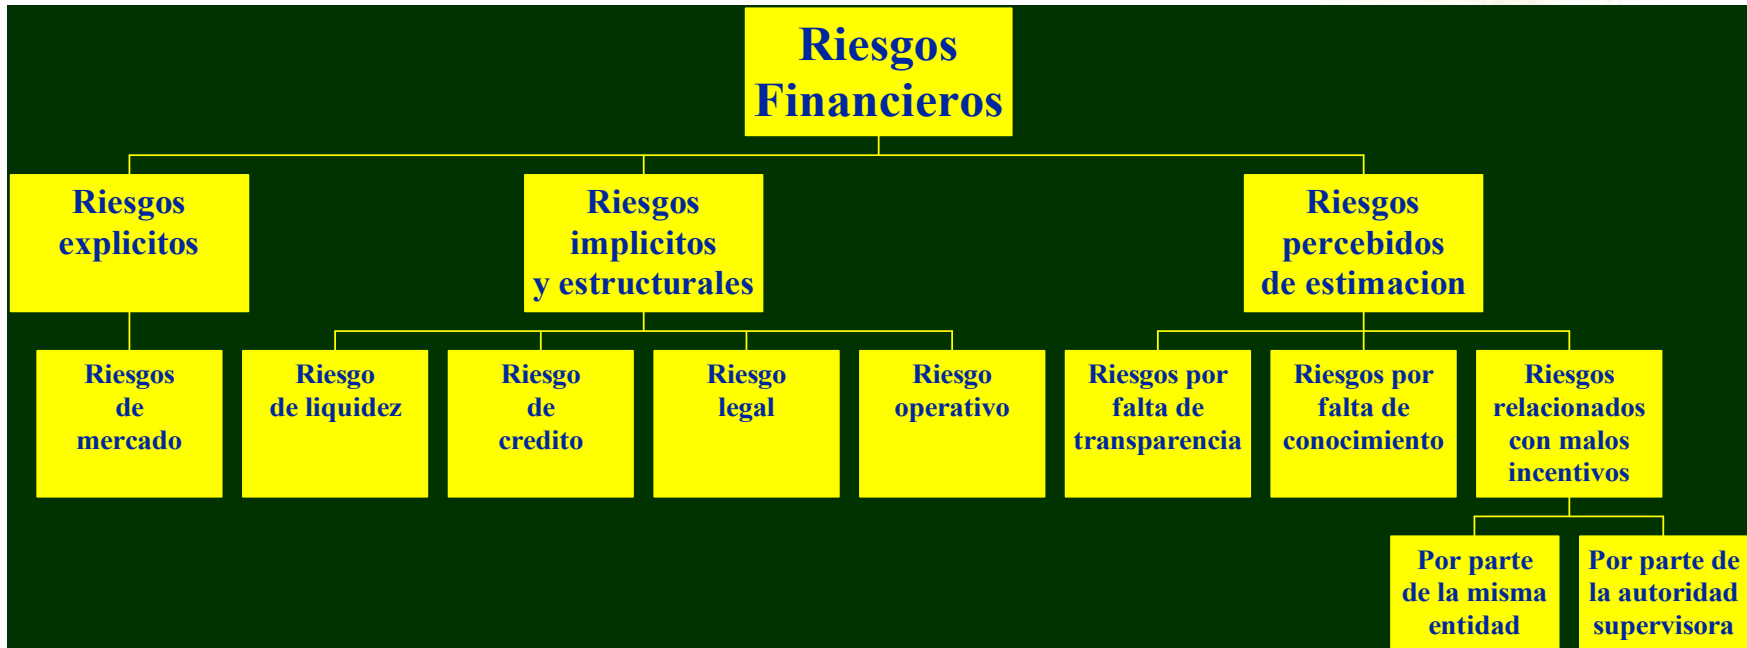 Riesgos
Financieros
Riesgos
explicitos
Riesgos
implicitos
y estructurales
Riesgos
percebidos
de estimacion
Riesgos
de
mercado
Riesgo
de liquidez
Riesgo
de
credito
Riesgo
legal
Riesgo
operativo
Riesgos por
falta de
transparencia
Riesgos por
falta de
conocimiento
Riesgos
relacionados
con malos
incentivos
Por parte
de la misma
entidad
Por parte de
la autoridad
supervisora